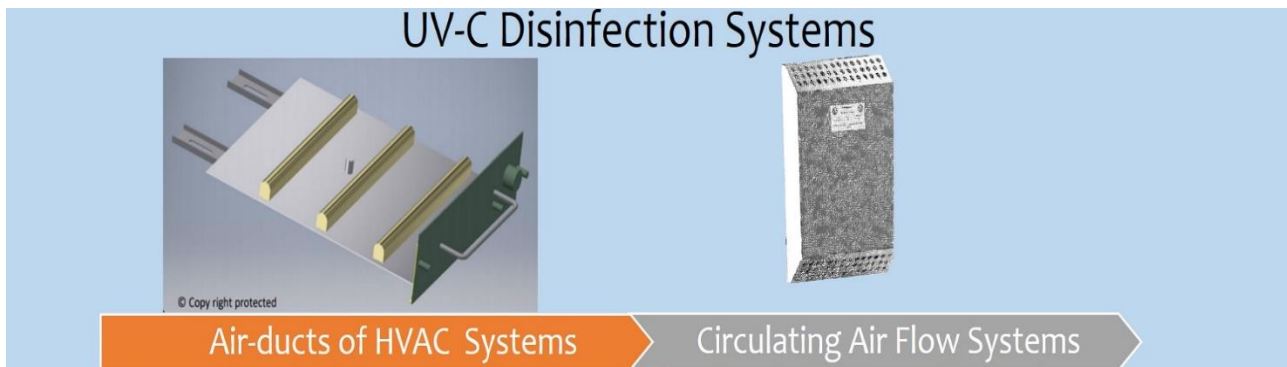 UV-C Disinfection Systems
© Copy right protected
Air-ducts of HVAC Systems
Circulating Air Flow Systems